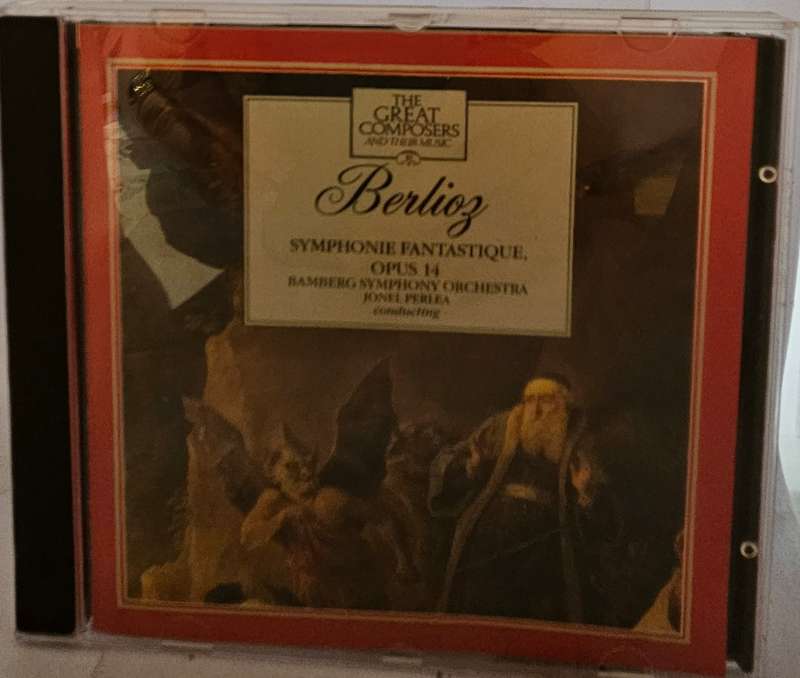 THE
GREAT
COMPOSERS
AND THEIR MUSIC
Berlioz
SYMPHONIE FANTASTIQUE,
OPUS 14
BAMBERG SYMPHONY ORCHESTRA
JONEL PERLEA
conducting